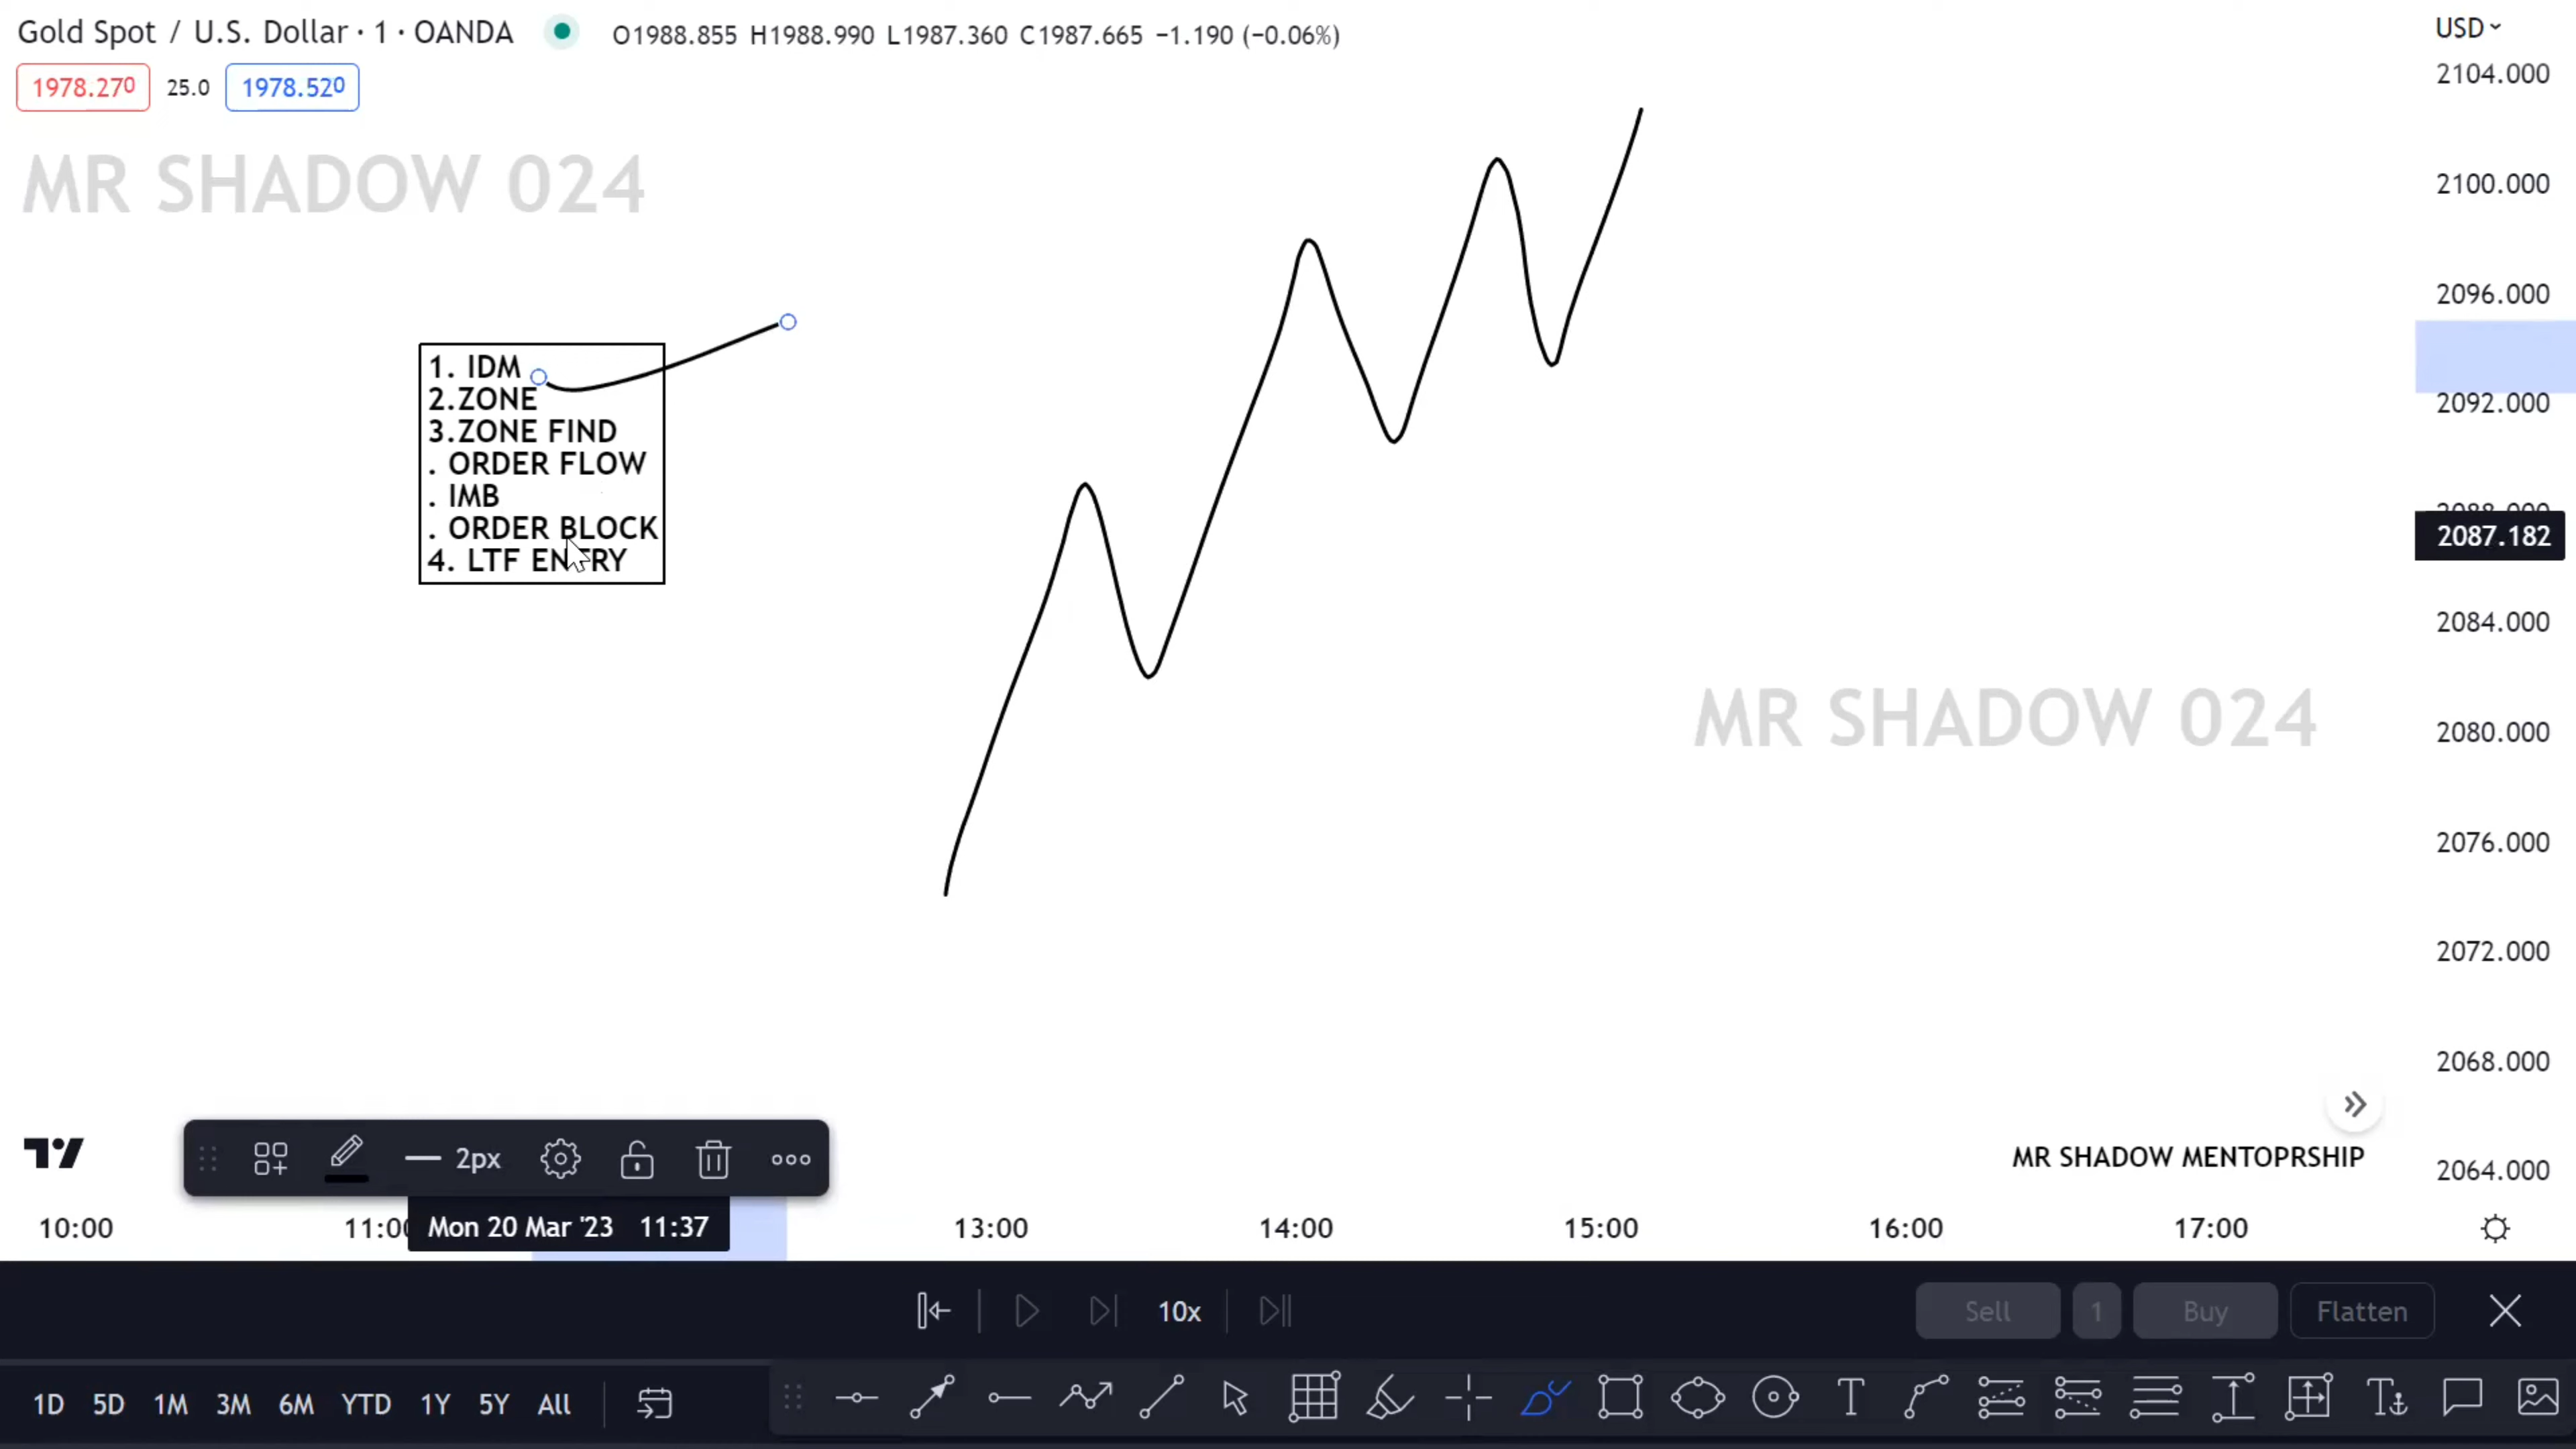 Gold Spot / U.S. Dollar · 1 · OANDA
O1988.855 H1988.990 L1987.360 C1987.665 −1.190 (−0.06%)
USD
1978.270 25.0 1978.520
2104.000
MR SHADOW 024
2100.000
2096.000
1. IDM
2.ZONE
3.ZONE FIND
. ORDER FLOW
. IMB
. ORDER BLOCK
4. LTF ENTRY
2092.000
2087.182
2084.000
MR SHADOW 024
2080.000
2076.000
2072.000
2068.000
2px
MR SHADOW MENTOPRSHIP
2064.000
10:00 Mon 20 Mar '23 11:37 13:00 14:00 15:00 16:00 17:00
10x
Sell 1 Buy Flatten
1D 5D 1M 3M 6M YTD 1Y 5Y All